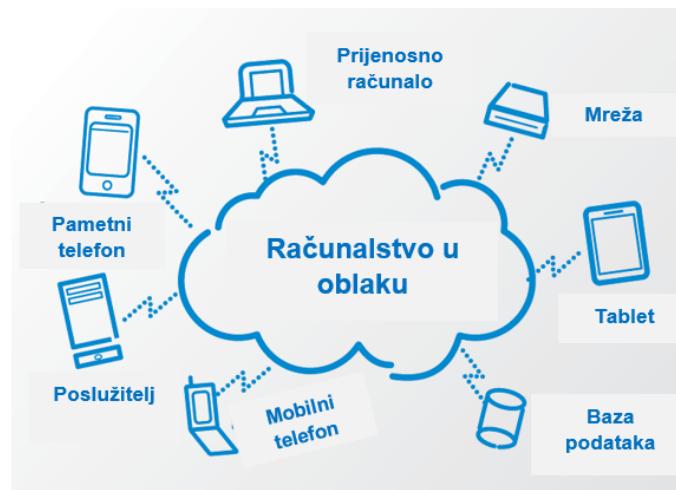 Prijenosno
računalo
Mreža
Pametni
telefon
Računalstvo u
oblaku
Tablet
Poslužitelj
Mobilni
telefon
Baza
podataka